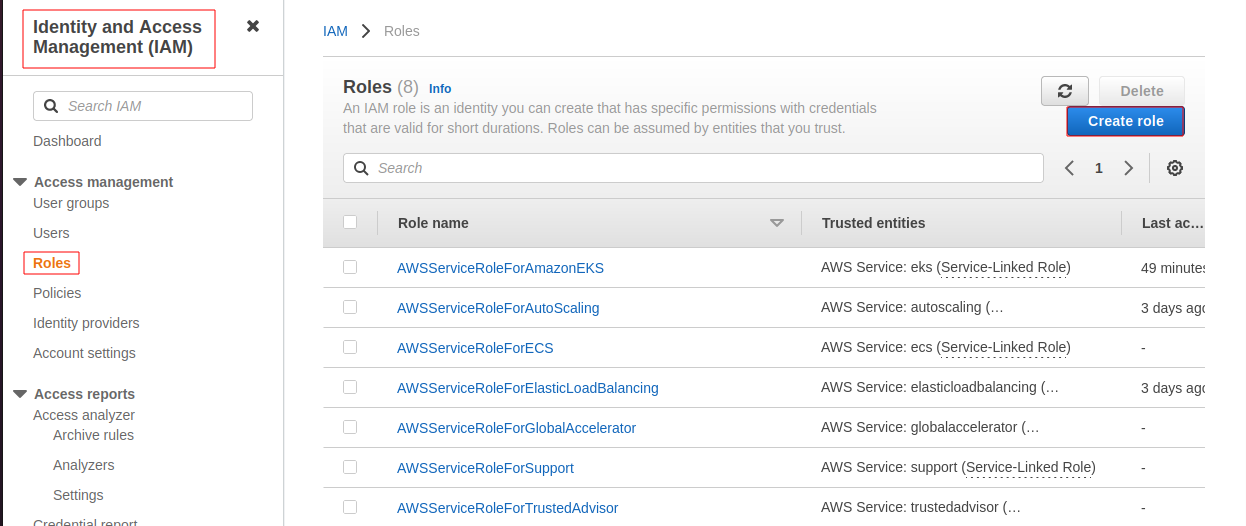 Identity and Access
Management (IAM)
Search IAM
Dashboard
Access management
User groups
Users
Roles
Policies
Identity providers
Account settings
Access reports
Access analyzer
Archive rules
Analyzers
Settings
Credential report
IAM > Roles
Roles (8) Info
An IAM role is an identity you can create that has specific permissions with credentials
that are valid for short durations. Roles can be assumed by entities that you trust.
Delete
Create role
Search
1
Role name Trusted entities Last ac...
AWSServiceRoleForAmazonEKS AWS Service: eks (Service-Linked Role) 49 minutes
AWSServiceRoleForAutoScaling AWS Service: autoscaling (... 3 days ago
AWSServiceRoleForECS AWS Service: ecs (Service-Linked Role) -
AWSServiceRoleForElasticLoadBalancing AWS Service: elasticloadbalancing (... 3 days ago
AWSServiceRoleForGlobalAccelerator AWS Service: globalaccelerator (... -
AWSServiceRoleForSupport AWS Service: support (Service-Linked Role) -
AWSServiceRoleForTrustedAdvisor AWS Service: trustedadvisor (... -